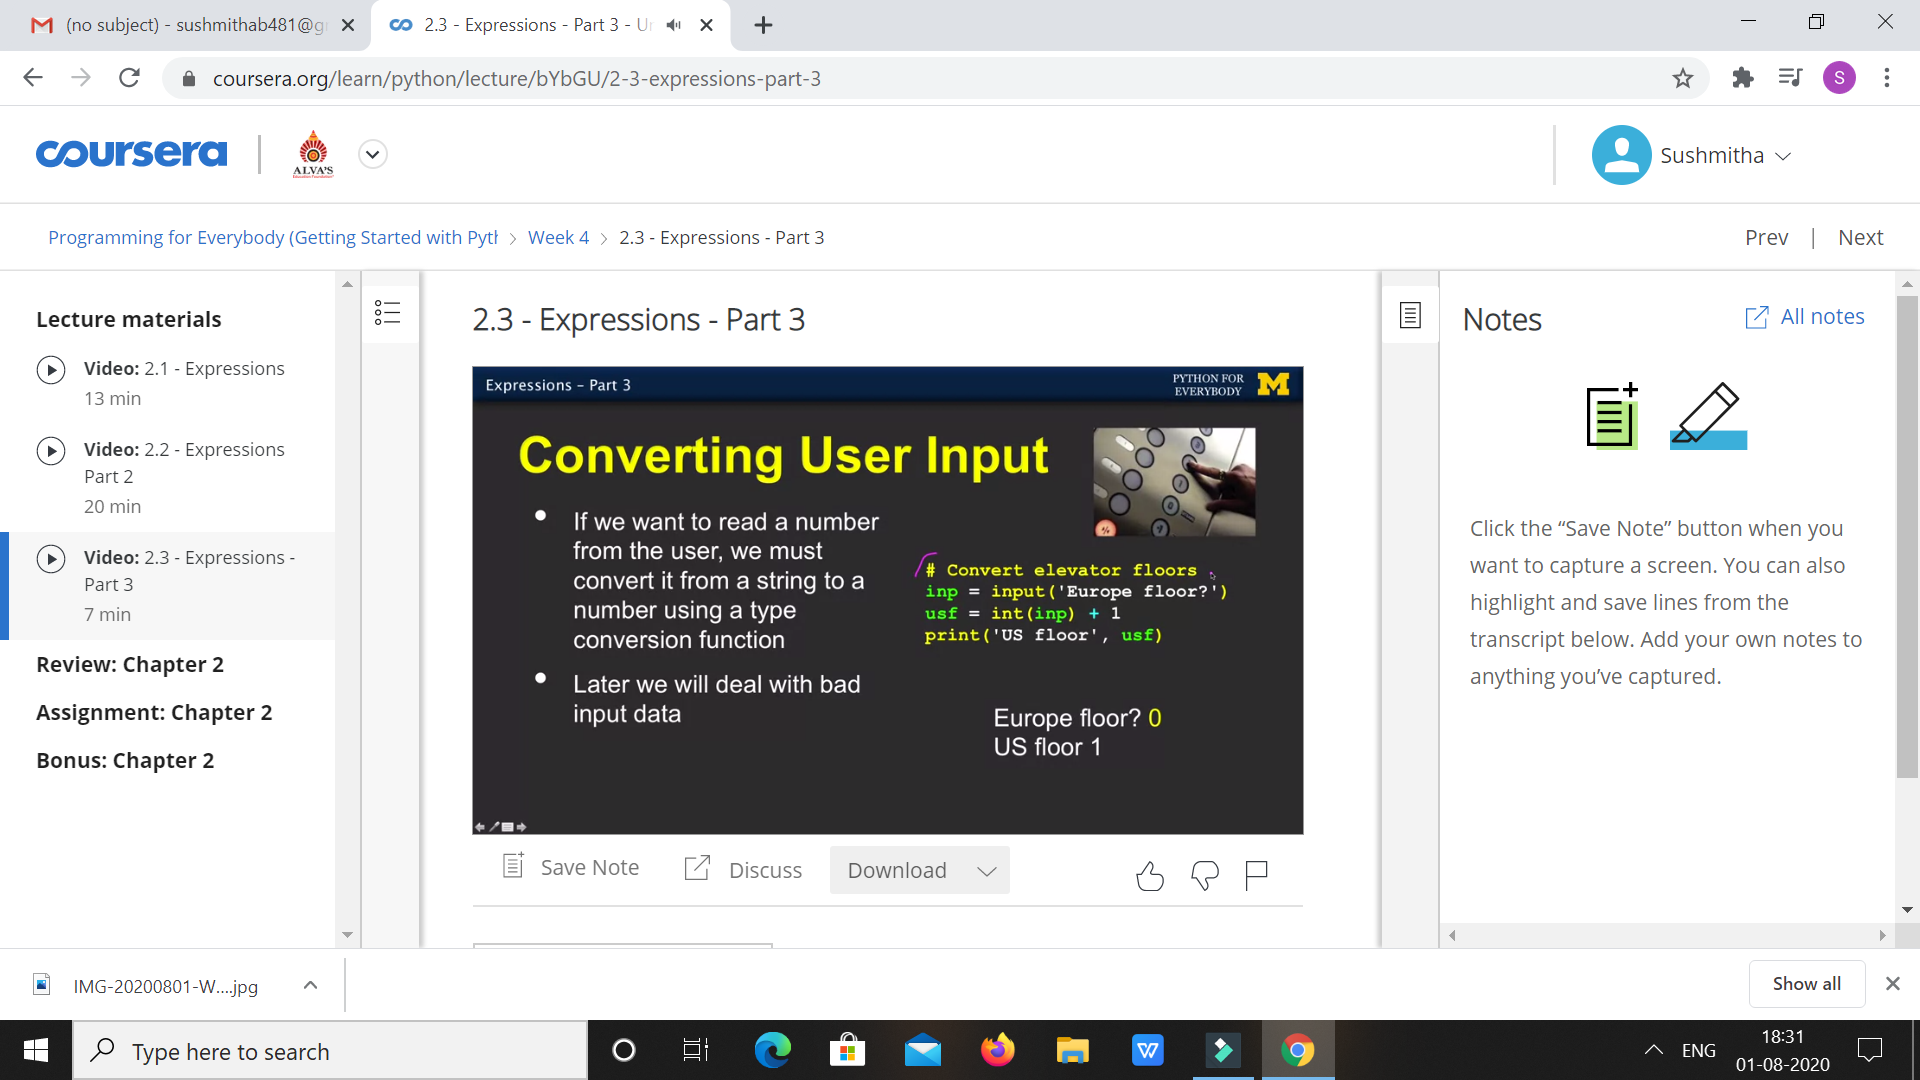 (no subject) - sushmithab481@g
2.3 - Expressions - Part 3 - Ur
coursera.org/learn/python/lecture/bYbGU/2-3-expressions-part-3
S
coursera
ALVA'S
Education Foundation
Sushmitha
Programming for Everybody (Getting Started with Pyth
Week 4
2.3 - Expressions - Part 3
Prev | Next
Lecture materials
Video: 2.1 - Expressions
13 min
Video: 2.2 - Expressions
Part 2
20 min
Video: 2.3 - Expressions -
Part 3
7 min
Review: Chapter 2
Assignment: Chapter 2
Bonus: Chapter 2
2.3 - Expressions - Part 3
Expressions - Part 3
PYTHON FOR
EVERYBODY
M
Converting User Input
• If we want to read a number
from the user, we must
convert it from a string to a
number using a type
conversion function
• Later we will deal with bad
input data
# Convert elevator floors
inp = input('Europe floor?')
usf = int(inp) + 1
print('US floor', usf)
Europe floor? 0
US floor 1
Save Note
Discuss
Download
Notes
All notes
Click the “Save Note” button when you
want to capture a screen. You can also
highlight and save lines from the
transcript below. Add your own notes to
anything you’ve captured.
IMG-20200801-W....jpg
Show all
Type here to search
W
ENG
18:31
01-08-2020